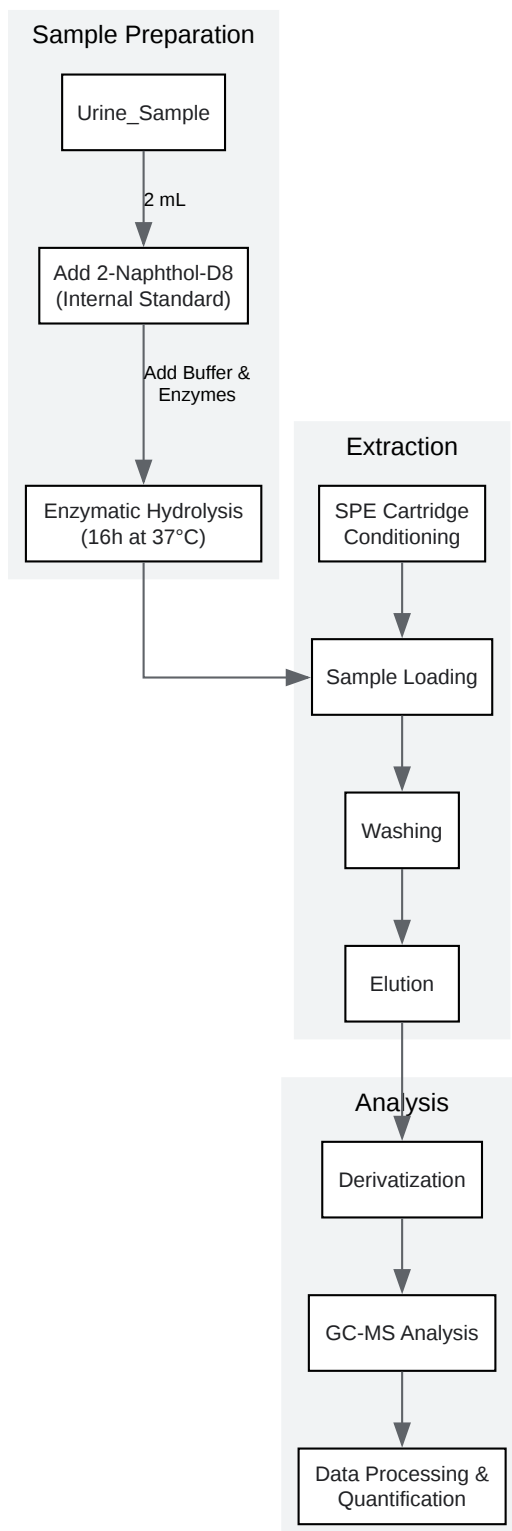 Sample Preparation
Urine_Sample
2 mL
Add 2-Naphthol-D8
(Internal Standard)
Add Buffer &
Enzymes
Enzymatic Hydrolysis
(16h at 37°C)
Extraction
SPE Cartridge
Conditioning
Sample Loading
Washing
Elution
Analysis
Derivatization
GC-MS Analysis
Data Processing &
Quantification